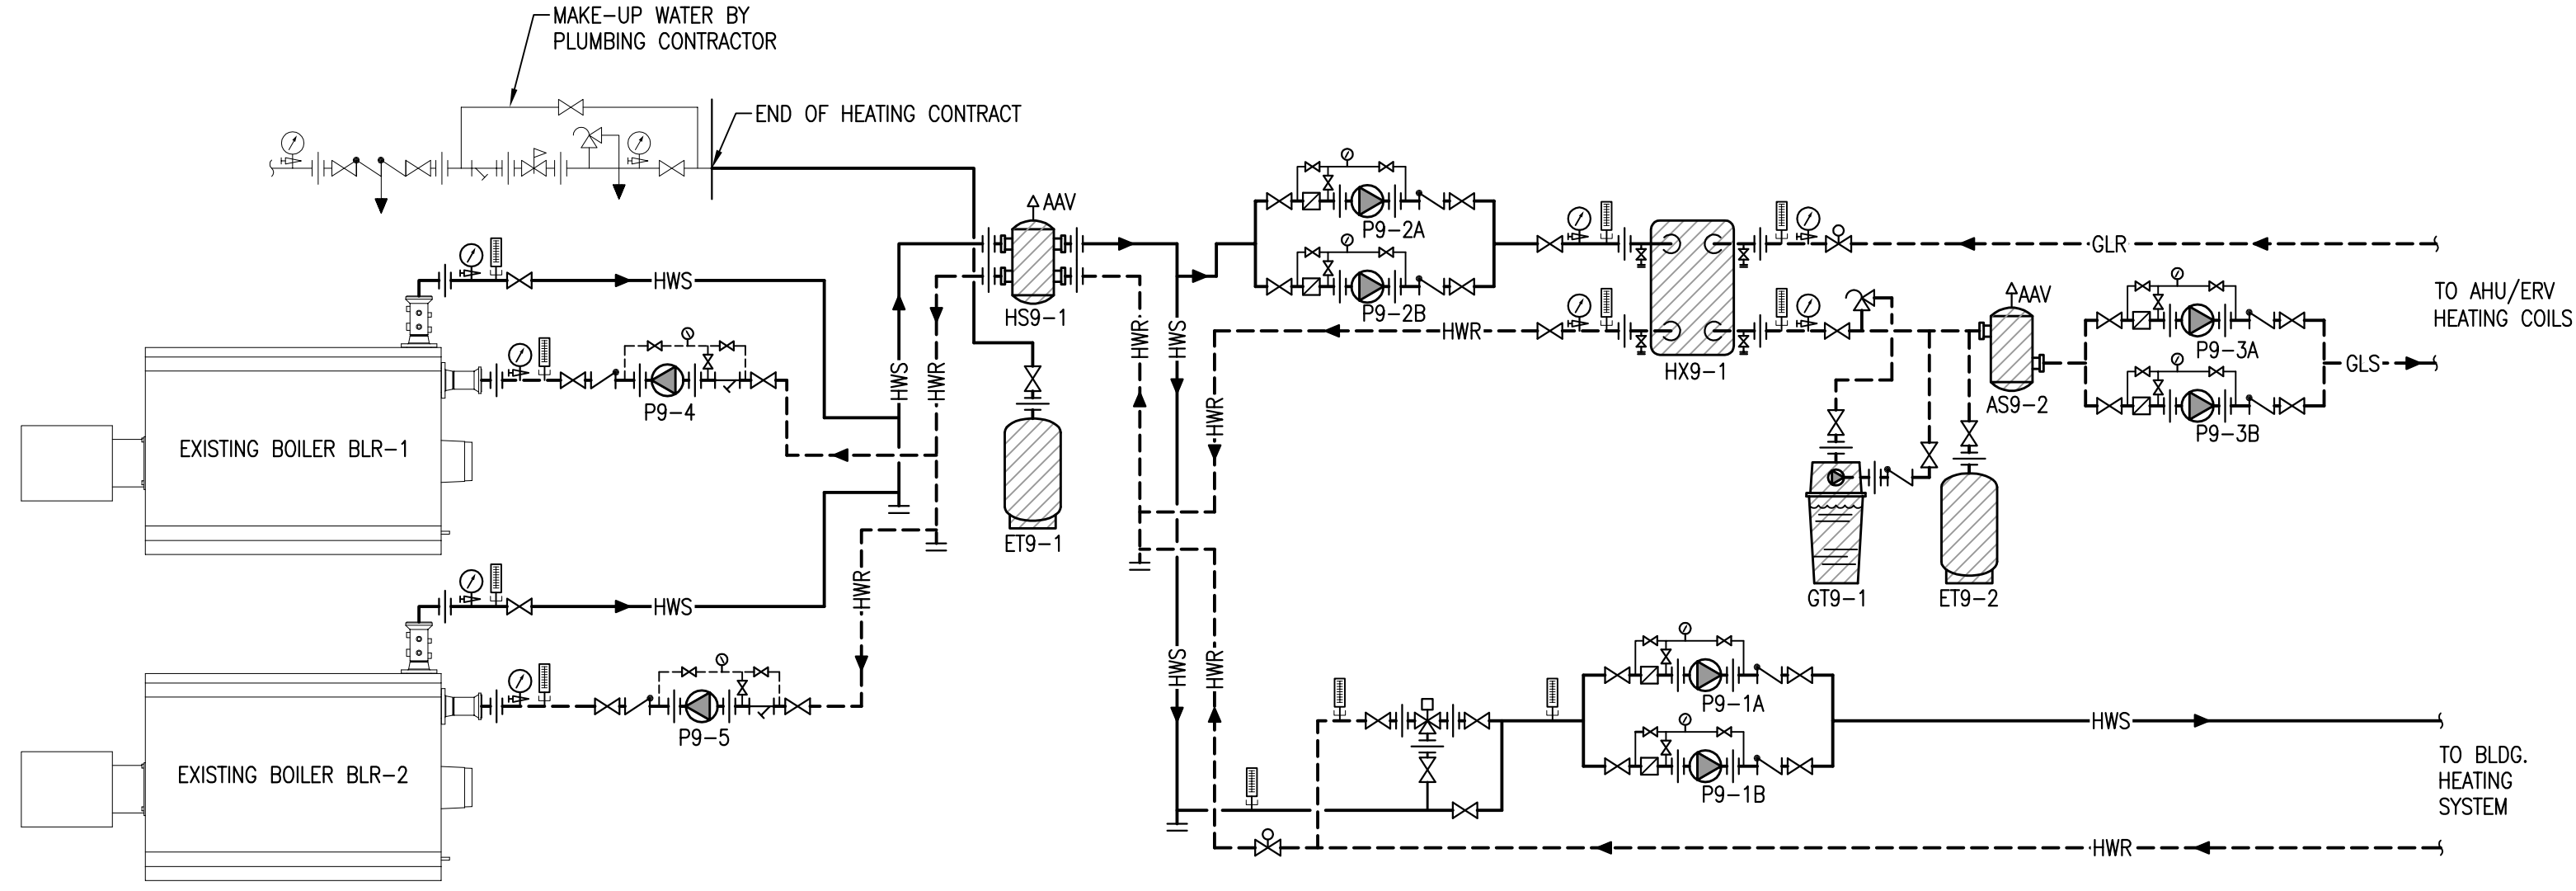 MAKE-UP WATER BY
PLUMBING CONTRACTOR
END OF HEATING CONTRACT
AAV
HS9-1
P9-2A
P9-2B
GLR
HWS
HWR
HWR
HWS
HWR
HX9-1
AAV
AS9-2
P9-3A
P9-3B
TO AHU/ERV
HEATING COILS
GLS
P9-4
HWS
HWR
HWR
EXISTING BOILER BLR-1
ET9-1
GT9-1
ET9-2
HWS
HWR
P9-5
EXISTING BOILER BLR-2
HWS
HWR
P9-1A
P9-1B
HWS
TO BLDG.
HEATING
SYSTEM
HWR